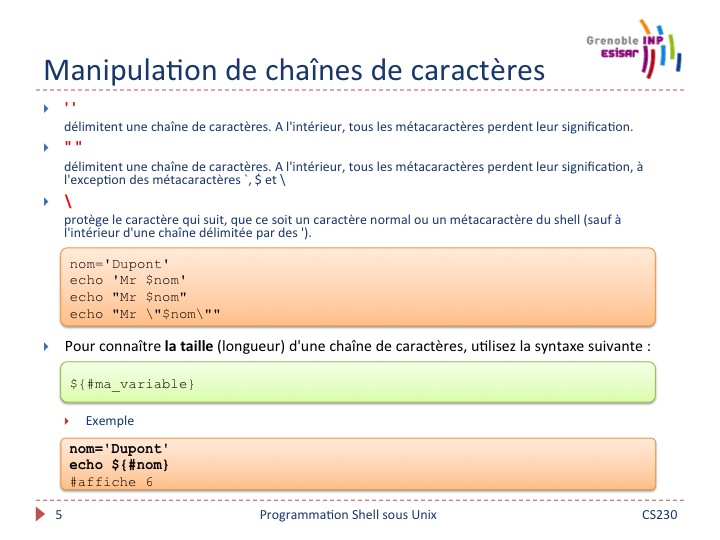 Grenoble INP
ESISAR
Manipulation de chaînes de caractères
' '
délimitent une chaîne de caractères. A l'intérieur, tous les métacaractères perdent leur signification.
" "
délimitent une chaîne de caractères. A l'intérieur, tous les métacaractères perdent leur signification, à
l'exception des métacaractères `, $ et \
\
protège le caractère qui suit, que ce soit un caractère normal ou un métacaractère du shell (sauf à
l'intérieur d'une chaîne délimitée par des ').
nom='Dupont'
echo 'Mr $nom'
echo "Mr $nom"
echo "Mr \"$nom\""
Pour connaître la taille (longueur) d'une chaîne de caractères, utilisez la syntaxe suivante :
${#ma_variable}
Exemple
nom='Dupont'
echo ${#nom}
#affiche 6
5 Programmation Shell sous Unix CS230